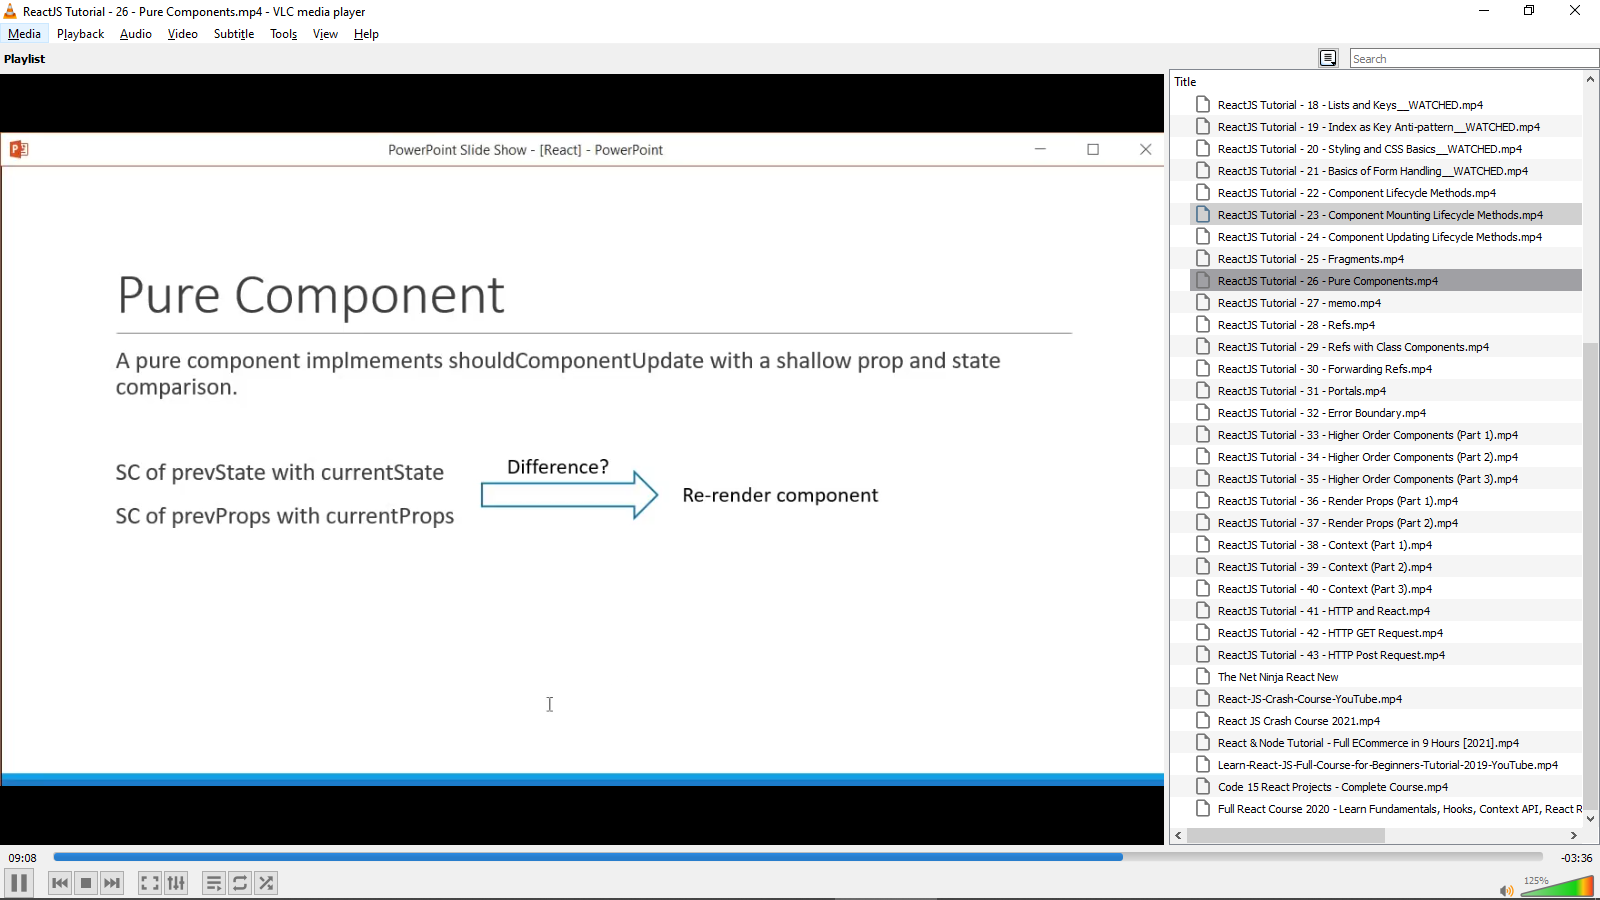 ReactJS Tutorial - 26 - Pure Components.mp4 - VLC media player
Media Playback Audio Video Subtitle Tools View Help
Playlist
Search
PowerPoint Slide Show - [React] - PowerPoint
Pure Component
A pure component implmements shouldComponentUpdate with a shallow prop and state
comparison.
SC of prevState with currentState
SC of prevProps with currentProps
Difference?
Re-render component
Title
ReactJS Tutorial - 18 - Lists and Keys__WATCHED.mp4
ReactJS Tutorial - 19 - Index as Key Anti-pattern__WATCHED.mp4
ReactJS Tutorial - 20 - Styling and CSS Basics__WATCHED.mp4
ReactJS Tutorial - 21 - Basics of Form Handling__WATCHED.mp4
ReactJS Tutorial - 22 - Component Lifecycle Methods.mp4
ReactJS Tutorial - 23 - Component Mounting Lifecycle Methods.mp4
ReactJS Tutorial - 24 - Component Updating Lifecycle Methods.mp4
ReactJS Tutorial - 25 - Fragments.mp4
ReactJS Tutorial - 26 - Pure Components.mp4
ReactJS Tutorial - 27 - memo.mp4
ReactJS Tutorial - 28 - Refs.mp4
ReactJS Tutorial - 29 - Refs with Class Components.mp4
ReactJS Tutorial - 30 - Forwarding Refs.mp4
ReactJS Tutorial - 31 - Portals.mp4
ReactJS Tutorial - 32 - Error Boundary.mp4
ReactJS Tutorial - 33 - Higher Order Components (Part 1).mp4
ReactJS Tutorial - 34 - Higher Order Components (Part 2).mp4
ReactJS Tutorial - 35 - Higher Order Components (Part 3).mp4
ReactJS Tutorial - 36 - Render Props (Part 1).mp4
ReactJS Tutorial - 37 - Render Props (Part 2).mp4
ReactJS Tutorial - 38 - Context (Part 1).mp4
ReactJS Tutorial - 39 - Context (Part 2).mp4
ReactJS Tutorial - 40 - Context (Part 3).mp4
ReactJS Tutorial - 41 - HTTP and React.mp4
ReactJS Tutorial - 42 - HTTP GET Request.mp4
ReactJS Tutorial - 43 - HTTP Post Request.mp4
The Net Ninja React New
React-JS-Crash-Course-YouTube.mp4
React JS Crash Course 2021.mp4
React & Node Tutorial - Full ECommerce in 9 Hours [2021].mp4
Learn-React-JS-Full-Course-for-Beginners-Tutorial-2019-YouTube.mp4
Code 15 React Projects - Complete Course.mp4
Full React Course 2020 - Learn Fundamentals, Hooks, Context API, React R
09:08
-03:36
125%